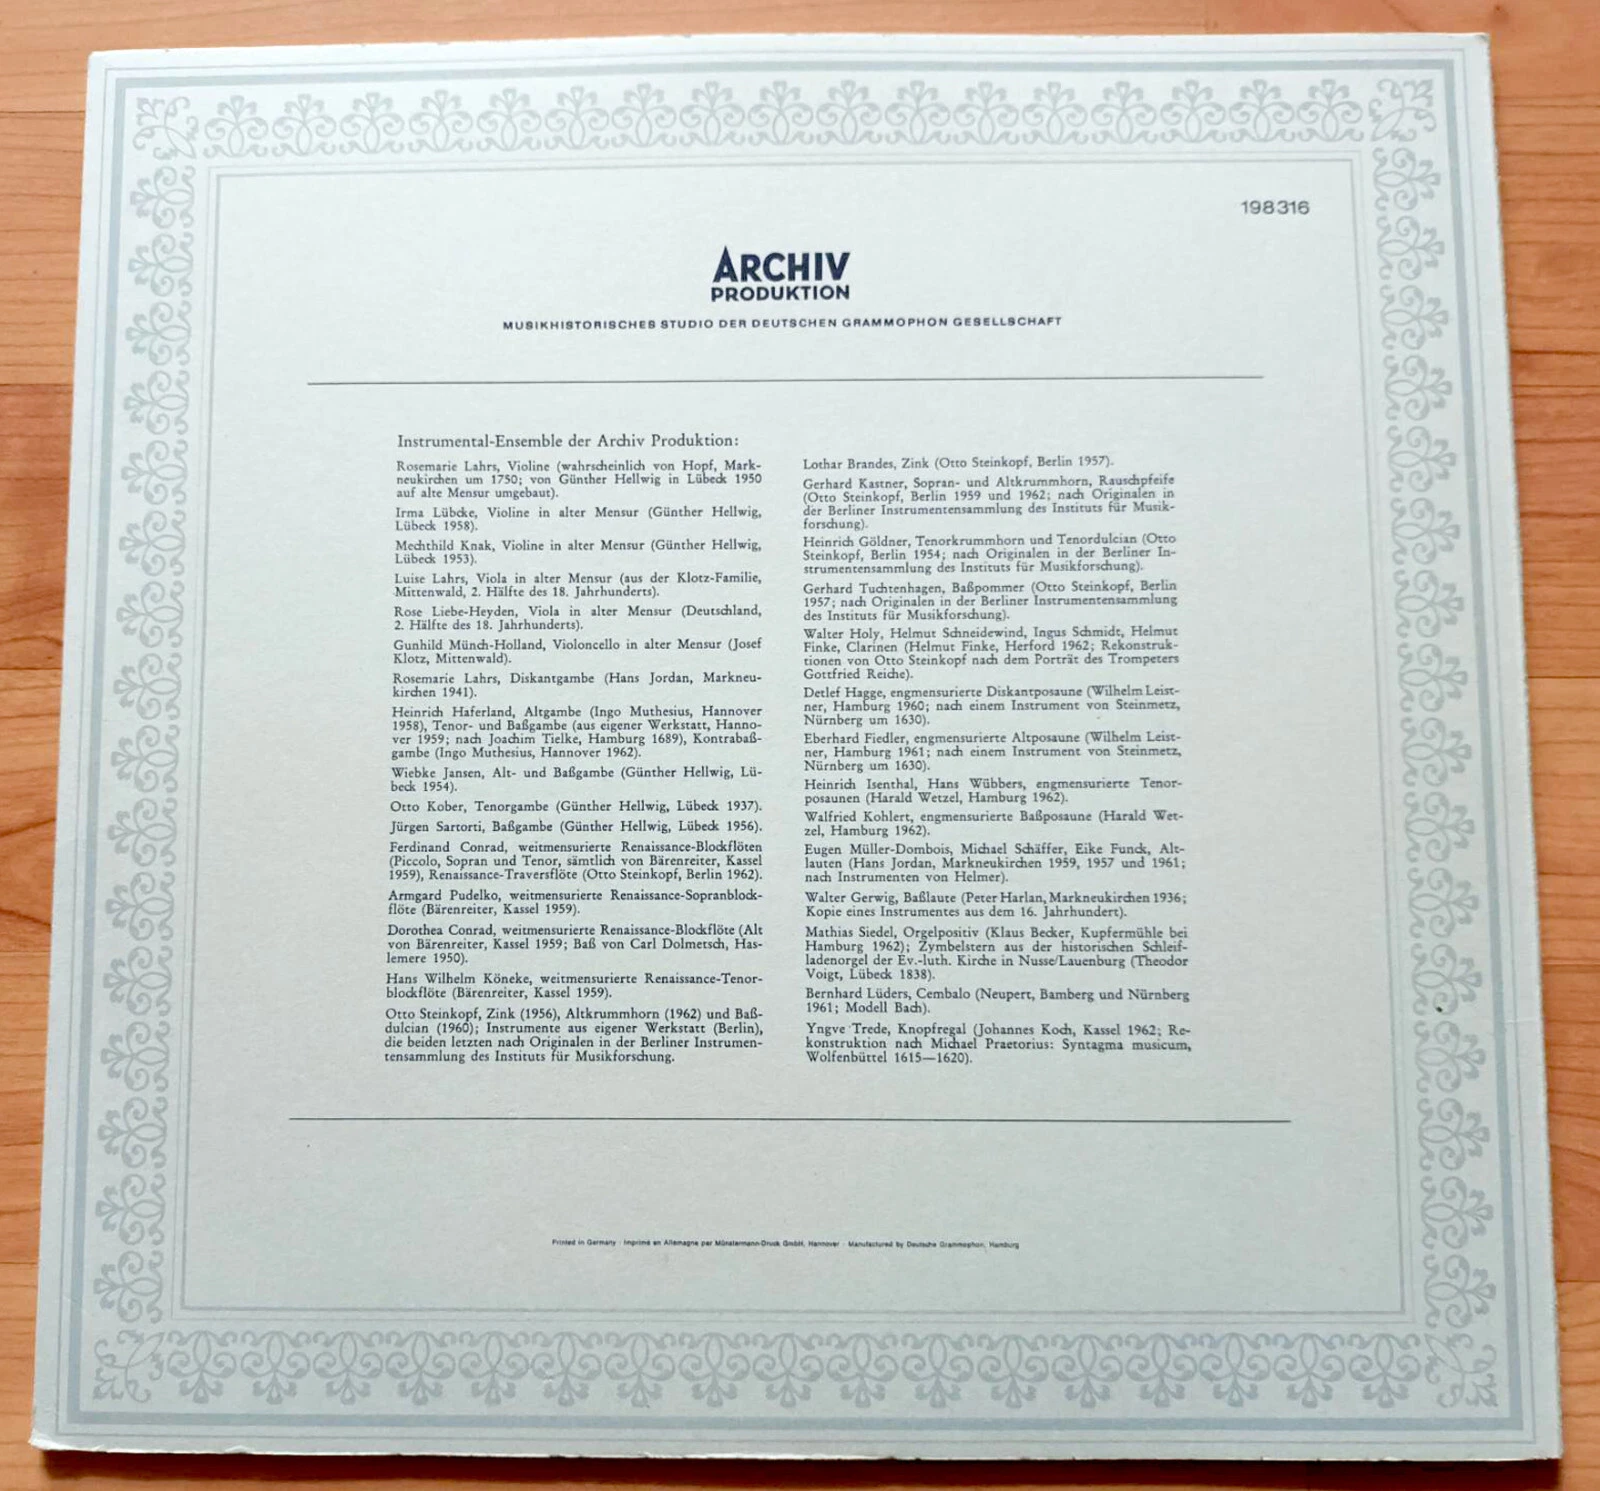 198316
ARCHIV
PRODUKTION
MUSIKHISTORISCHES STUDIO DER DEUTSCHEN GRAMMOPHON GESELLSCHAFT
Instrumental-Ensemble der Archiv Produktion:
Rosemarie Lahrs, Violine (wahrscheinlich von Hopf, Mark-
neukirchen um 1750; von Günther Hellwig in Lübeck 1950
auf alte Mensur umgebaut).
Irma Lübcke, Violine in alter Mensur (Günther Hellwig,
Lübeck 1958).
Mechthild Knak, Violine in alter Mensur (Günther Hellwig,
Lübeck 1953).
Luise Lahrs, Viola in alter Mensur (aus der Klotz-Familie,
Mittenwald, 2. Hälfte des 18. Jahrhunderts).
Rose Liebe-Heyden, Viola in alter Mensur (Deutschland,
2. Hälfte des 18. Jahrhunderts).
Gunhild Münch-Holland, Violoncello in alter Mensur (Josef
Klotz, Mittenwald).
Rosemarie Lahrs, Diskantgambe (Hans Jordan, Markneu-
kirchen 1941).
Heinrich Haferland, Altgambe (Ingo Muthesius, Hannover
1958), Tenor- und Baßgambe (aus eigener Werkstatt, Hanno-
ver 1959; nach Joachim Tielke, Hamburg 1689), Kontrabaß-
gambe (Ingo Muthesius, Hannover 1962).
Wiebke Jansen, Alt- und Baßgambe (Günther Hellwig, Lü-
beck 1954).
Otto Kober, Tenorgambe (Günther Hellwig, Lübeck 1937).
Jürgen Sartorti, Baßgambe (Günther Hellwig, Lübeck 1956).
Ferdinand Conrad, weitmensurierte Renaissance-Blockflöten
(Piccolo, Sopran und Tenor, sämtlich von Bärenreiter, Kassel
1959), Renaissance-Traversflöte (Otto Steinkopf, Berlin 1962).
Armgard Pudelko, weitmensurierte Renaissance-Sopranblock-
flöte (Bärenreiter, Kassel 1959).
Dorothea Conrad, weitmensurierte Renaissance-Blockflöte (Alt
von Bärenreiter, Kassel 1959; Baß von Carl Dolmetsch, Has-
lemere 1950).
Hans Wilhelm Köneke, weitmensurierte Renaissance-Tenor-
blockflöte (Bärenreiter, Kassel 1959).
Otto Steinkopf, Zink (1956), Altkrummhorn (1962) und Baß-
dulcian (1960); Instrumente aus eigener Werkstatt (Berlin),
die beiden letzten nach Originalen in der Berliner Instrumen-
tensammlung des Instituts für Musikforschung.
Lothar Brandes, Zink (Otto Steinkopf, Berlin 1957).
Gerhard Kastner, Sopran- und Altkrummhorn, Rauschpfeife
(Otto Steinkopf, Berlin 1959 und 1962; nach Originalen in
der Berliner Instrumentensammlung des Instituts für Musik-
forschung).
Heinrich Göldner, Tenorkrummhorn und Tenordulcian (Otto
Steinkopf, Berlin 1954; nach Originalen in der Berliner In-
strumentensammlung des Instituts für Musikforschung).
Gerhard Tuchtenhagen, Baßpommer (Otto Steinkopf, Berlin
1957; nach Originalen in der Berliner Instrumentensammlung
des Instituts für Musikforschung).
Walter Holy, Helmut Schneidewind, Ingus Schmidt, Helmut
Finke, Clarinen (Helmut Finke, Herford 1962; Rekonstruk-
tionen von Otto Steinkopf nach dem Porträt des Trompeters
Gottfried Reiche).
Detlef Hagge, engmensurierte Diskantposaune (Wilhelm Leist-
ner, Hamburg 1960; nach einem Instrument von Steinmetz,
Nürnberg um 1630).
Eberhard Fiedler, engmensurierte Altposaune (Wilhelm Leist-
ner, Hamburg 1961; nach einem Instrument von Steinmetz,
Nürnberg um 1630).
Heinrich Isenthal, Hans Wübbers, engmensurierte Tenor-
posaunen (Harald Wetzel, Hamburg 1962).
Walfried Kohlert, engmensurierte Baßposaune (Harald Wet-
zel, Hamburg 1962).
Eugen Müller-Dombois, Michael Schäffer, Eike Funck, Alt-
lauten (Hans Jordan, Markneukirchen 1959, 1957 und 1961;
nach Instrumenten von Helmer).
Walter Gerwig, Baßlaute (Peter Harlan, Markneukirchen 1936;
Kopie eines Instrumentes aus dem 16. Jahrhundert).
Mathias Siedel, Orgelpositiv (Klaus Becker, Kupfermühle bei
Hamburg 1962); Zymbelstern aus der historischen Schleif-
ladenorgel der Ev.-luth. Kirche in Nusse/Lauenburg (Theodor
Voigt, Lübeck 1838).
Bernhard Lüders, Cembalo (Neupert, Bamberg und Nürnberg
1961; Modell Bach).
Yngve Trede, Knopfregal (Johannes Koch, Kassel 1962; Re-
konstruktion nach Michael Praetorius: Syntagma musicum,
Wolfenbüttel 1615—1620).
Printed in Germany · Imprimé en Allemagne par Münstermann-Druck GmbH, Hannover · Manufactured by Deutsche Grammophon, Hamburg